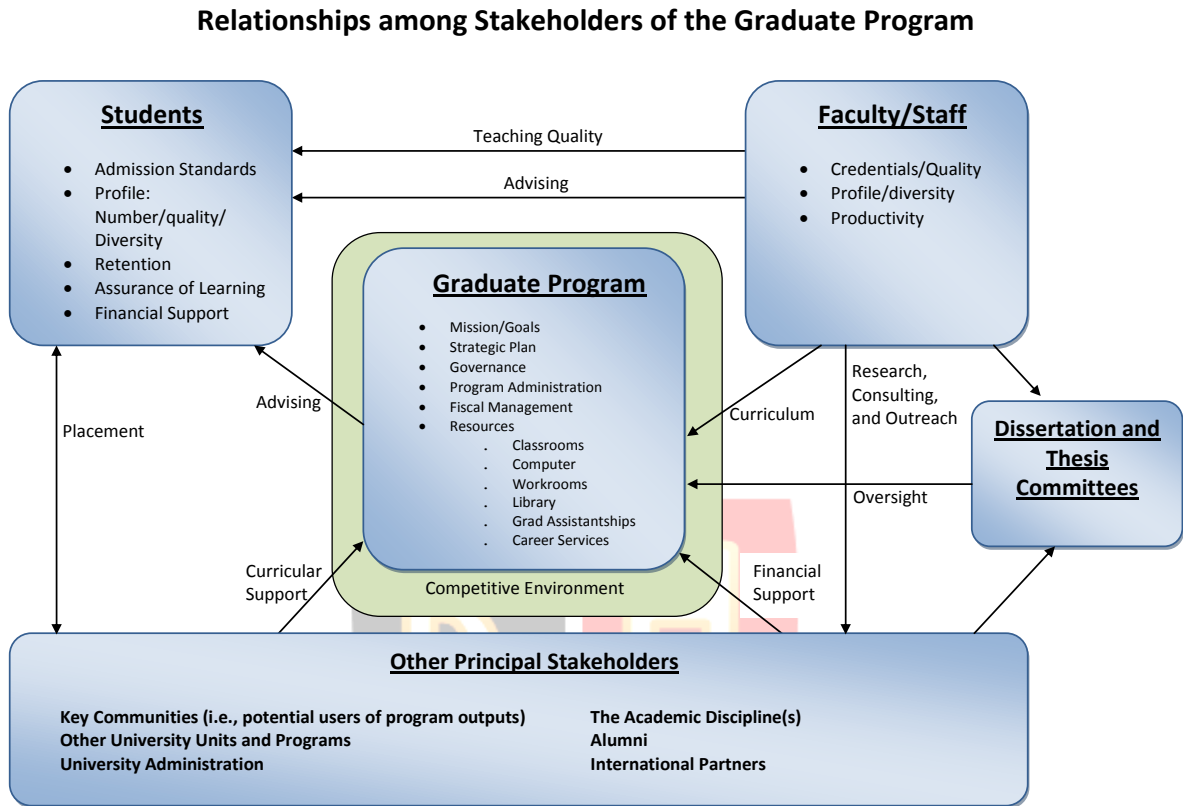 Relationships among Stakeholders of the Graduate Program
Students
• Admission Standards
• Profile:
Number/quality/
Diversity
• Retention
• Assurance of Learning
• Financial Support
Teaching Quality
Advising
Faculty/Staff
• Credentials/Quality
• Profile/diversity
• Productivity
Graduate Program
• Mission/Goals
• Strategic Plan
• Governance
• Program Administration
• Fiscal Management
• Resources
. Classrooms
. Computer
. Workrooms
. Library
. Grad Assistantships
. Career Services
Competitive Environment
Advising
Placement
Curriculum
Research,
Consulting,
and Outreach
Dissertation and
Thesis
Committees
Oversight
Curricular
Support
Financial
Support
Other Principal Stakeholders
Key Communities (i.e., potential users of program outputs)
Other University Units and Programs
University Administration
The Academic Discipline(s)
Alumni
International Partners